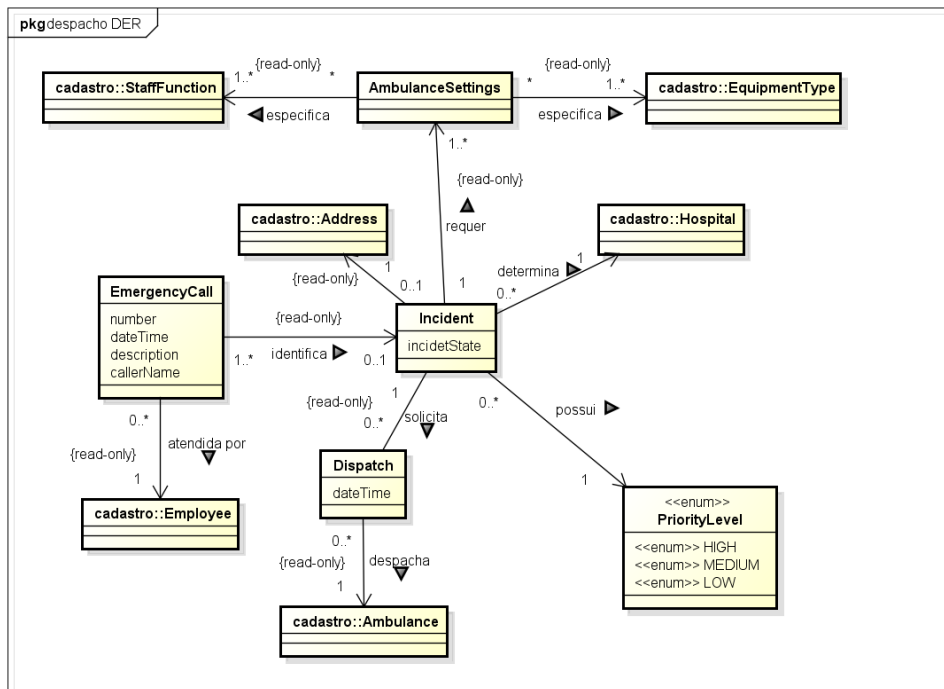 pkg despacho DER
{read-only}
{read-only}
1..*
*
*
1..*
cadastro::StaffFunction
AmbulanceSettings
cadastro::EquipmentType
especifica
especifica
1..*
{read-only}
requer
cadastro::Address
cadastro::Hospital
1
{read-only}
0..1
1
determina
1
0..*
EmergencyCall
number
dateTime
description
callerName
{read-only}
1..*
identifica
0..1
Incident
incidetState
1
{read-only}
0..*
solicita
0..*
possui
1
0..*
atendida por
{read-only}
1
cadastro::Employee
Dispatch
dateTime
0..*
{read-only}
despacha
1
cadastro::Ambulance
<<enum>>
PriorityLevel
<<enum>> HIGH
<<enum>> MEDIUM
<<enum>> LOW